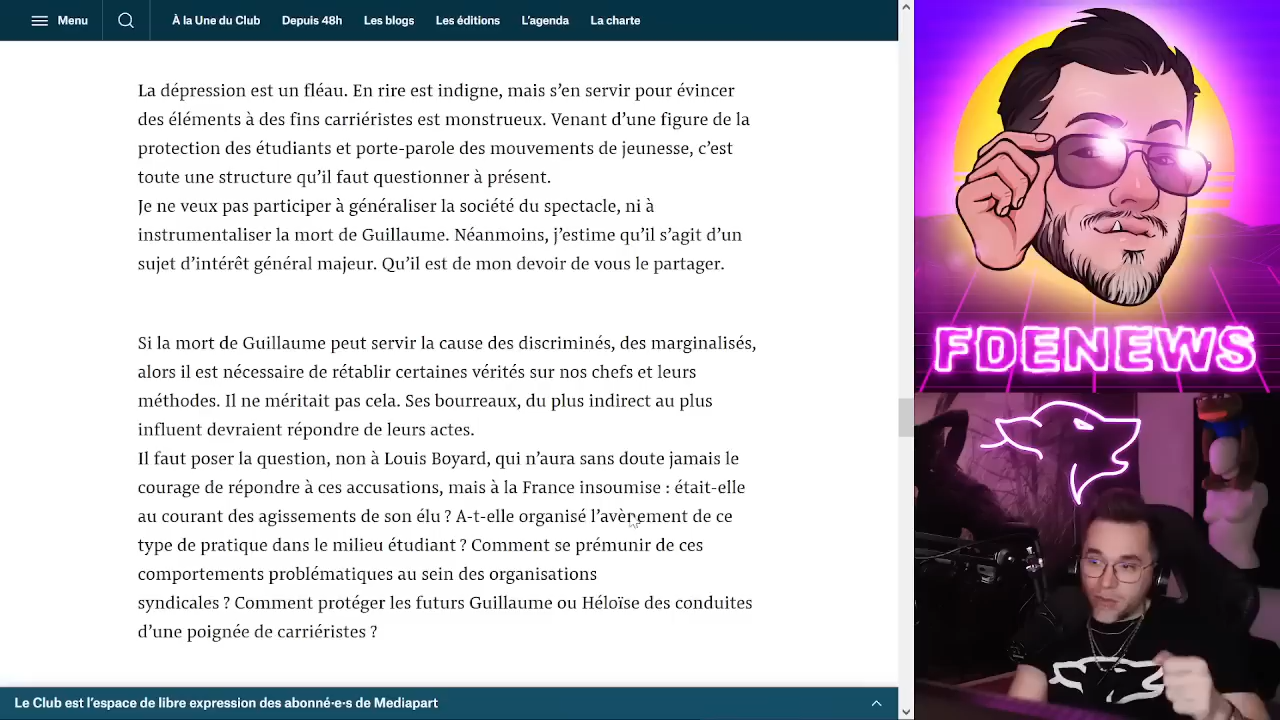 Menu
À la Une du Club
Depuis 48h
Les blogs
Les éditions
L’agenda
La charte
La dépression est un fléau. En rire est indigne, mais s’en servir pour évincer
des éléments à des fins carriéristes est monstrueux. Venant d’une figure de la
protection des étudiants et porte-parole des mouvements de jeunesse, c’est
toute une structure qu’il faut questionner à présent.
Je ne veux pas participer à généraliser la société du spectacle, ni à
instrumentaliser la mort de Guillaume. Néanmoins, j’estime qu’il s’agit d’un
sujet d’intérêt général majeur. Qu’il est de mon devoir de vous le partager.
Si la mort de Guillaume peut servir la cause des discriminés, des marginalisés,
alors il est nécessaire de rétablir certaines vérités sur nos chefs et leurs
méthodes. Il ne méritait pas cela. Ses bourreaux, du plus indirect au plus
influent devraient répondre de leurs actes.
Il faut poser la question, non à Louis Boyard, qui n’aura sans doute jamais le
courage de répondre à ces accusations, mais à la France insoumise : était-elle
au courant des agissements de son élu ? A-t-elle organisé l’avènement de ce
type de pratique dans le milieu étudiant ? Comment se prémunir de ces
comportements problématiques au sein des organisations
syndicales ? Comment protéger les futurs Guillaume ou Héloïse des conduites
d’une poignée de carriéristes ?
Le Club est l’espace de libre expression des abonné·e·s de Mediapart
FDENEWS